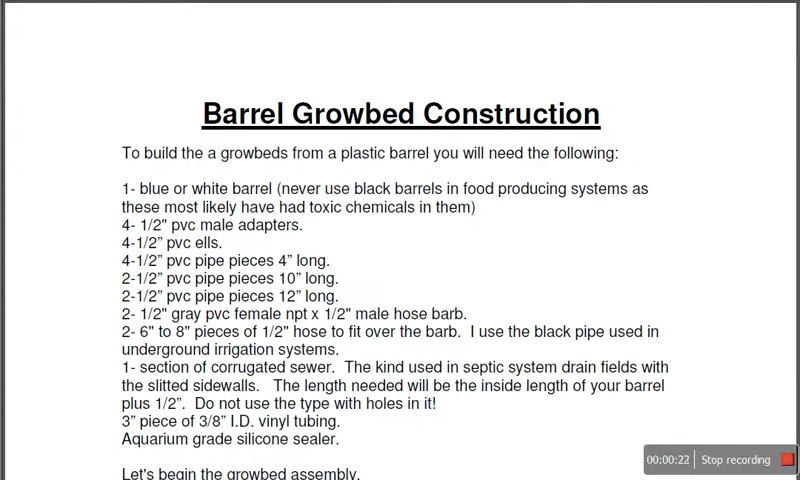 Barrel Growbed Construction
To build the a growbeds from a plastic barrel you will need the following:
1- blue or white barrel (never use black barrels in food producing systems as
these most likely have had toxic chemicals in them)
4- 1/2" pvc male adapters.
4-1/2” pvc ells.
4-1/2” pvc pipe pieces 4” long.
2-1/2” pvc pipe pieces 10” long.
2-1/2” pvc pipe pieces 12” long.
2- 1/2" gray pvc female npt x 1/2" male hose barb.
2- 6" to 8" pieces of 1/2" hose to fit over the barb.  I use the black pipe used in
underground irrigation systems.
1- section of corrugated sewer.  The kind used in septic system drain fields with
the slitted sidewalls.   The length needed will be the inside length of your barrel
plus 1/2”.  Do not use the type with holes in it!
3” piece of 3/8” I.D. vinyl tubing.
Aquarium grade silicone sealer.
Let's begin the growbed assembly.
00:00:22 Stop recording